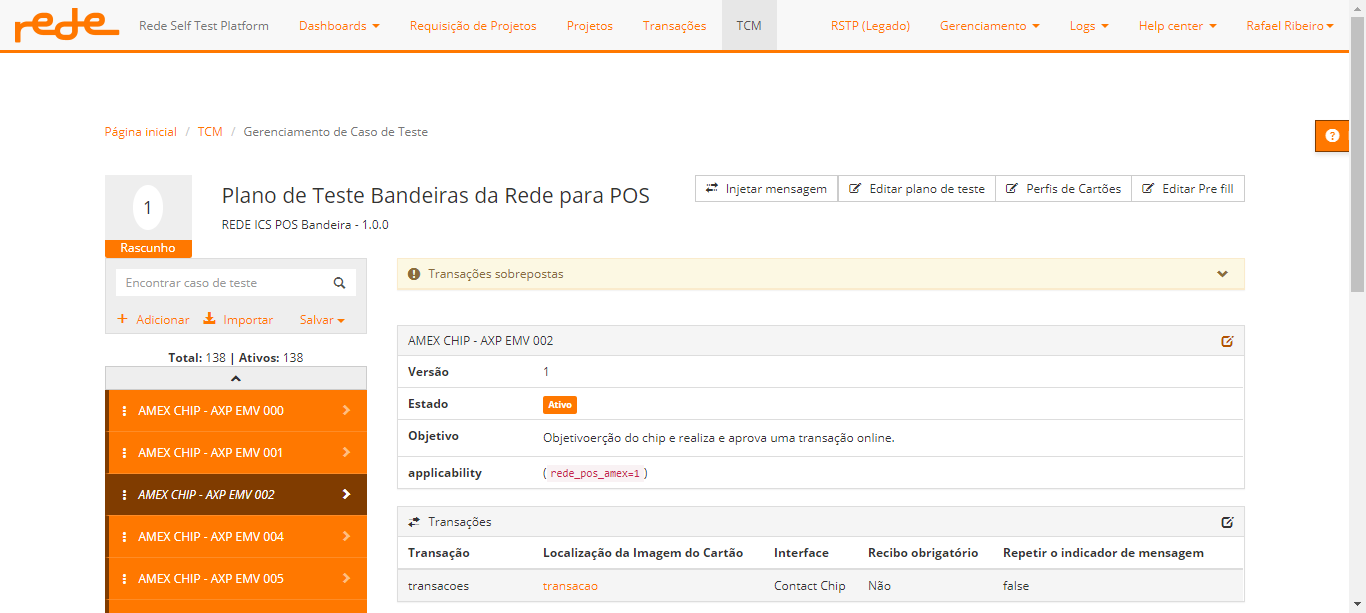 rede Rede Self Test Platform Dashboards Requisição de Projetos Projetos Transações TCM RSTP (Legado) Gerenciamento Logs Help center Rafael Ribeiro
Página inicial / TCM / Gerenciamento de Caso de Teste
?
1
Rascunho
Plano de Teste Bandeiras da Rede para POS
REDE ICS POS Bandeira - 1.0.0
Injetar mensagem Editar plano de teste Perfis de Cartões Editar Pre fill
Encontrar caso de teste
+ Adicionar Importar Salvar
Total: 138 | Ativos: 138
AMEX CHIP - AXP EMV 000
AMEX CHIP - AXP EMV 001
AMEX CHIP - AXP EMV 002
AMEX CHIP - AXP EMV 004
AMEX CHIP - AXP EMV 005
Transações sobrepostas
AMEX CHIP - AXP EMV 002
Versão 1
Estado Ativo
Objetivo Objetivoerção do chip e realiza e aprova uma transação online.
applicability ( rede_pos_amex=1 )
Transações
Transação Localização da Imagem do Cartão Interface Recibo obrigatório Repetir o indicador de mensagem
transacoes transacao Contact Chip Não false